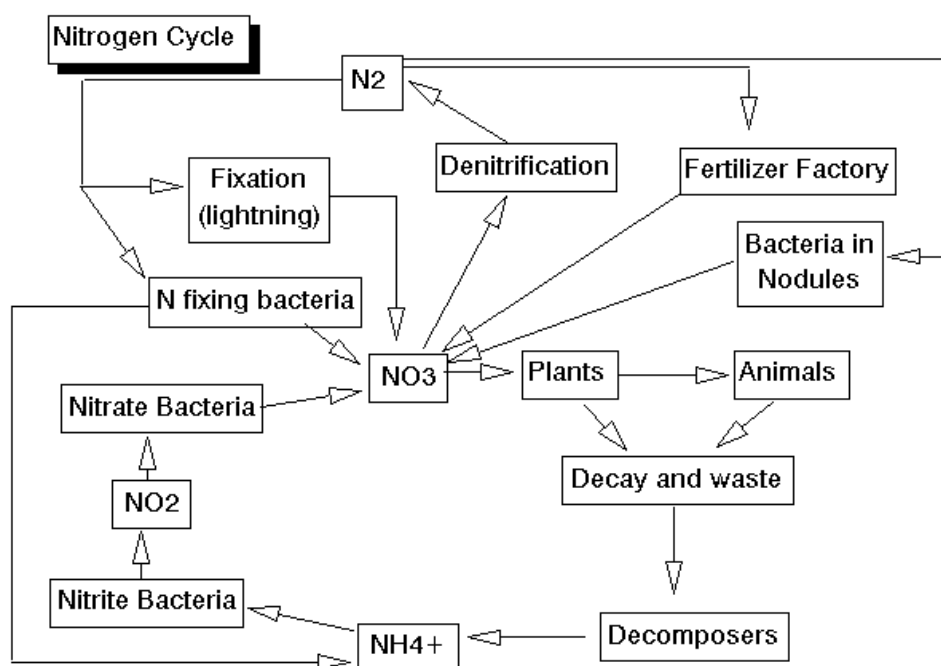 Nitrogen Cycle
N2
Fixation
(lightning)
Denitrification
Fertilizer Factory
Bacteria in
Nodules
N fixing bacteria
NO3
Plants
Animals
Nitrate Bacteria
Decay and waste
NO2
Nitrite Bacteria
NH4+
Decomposers